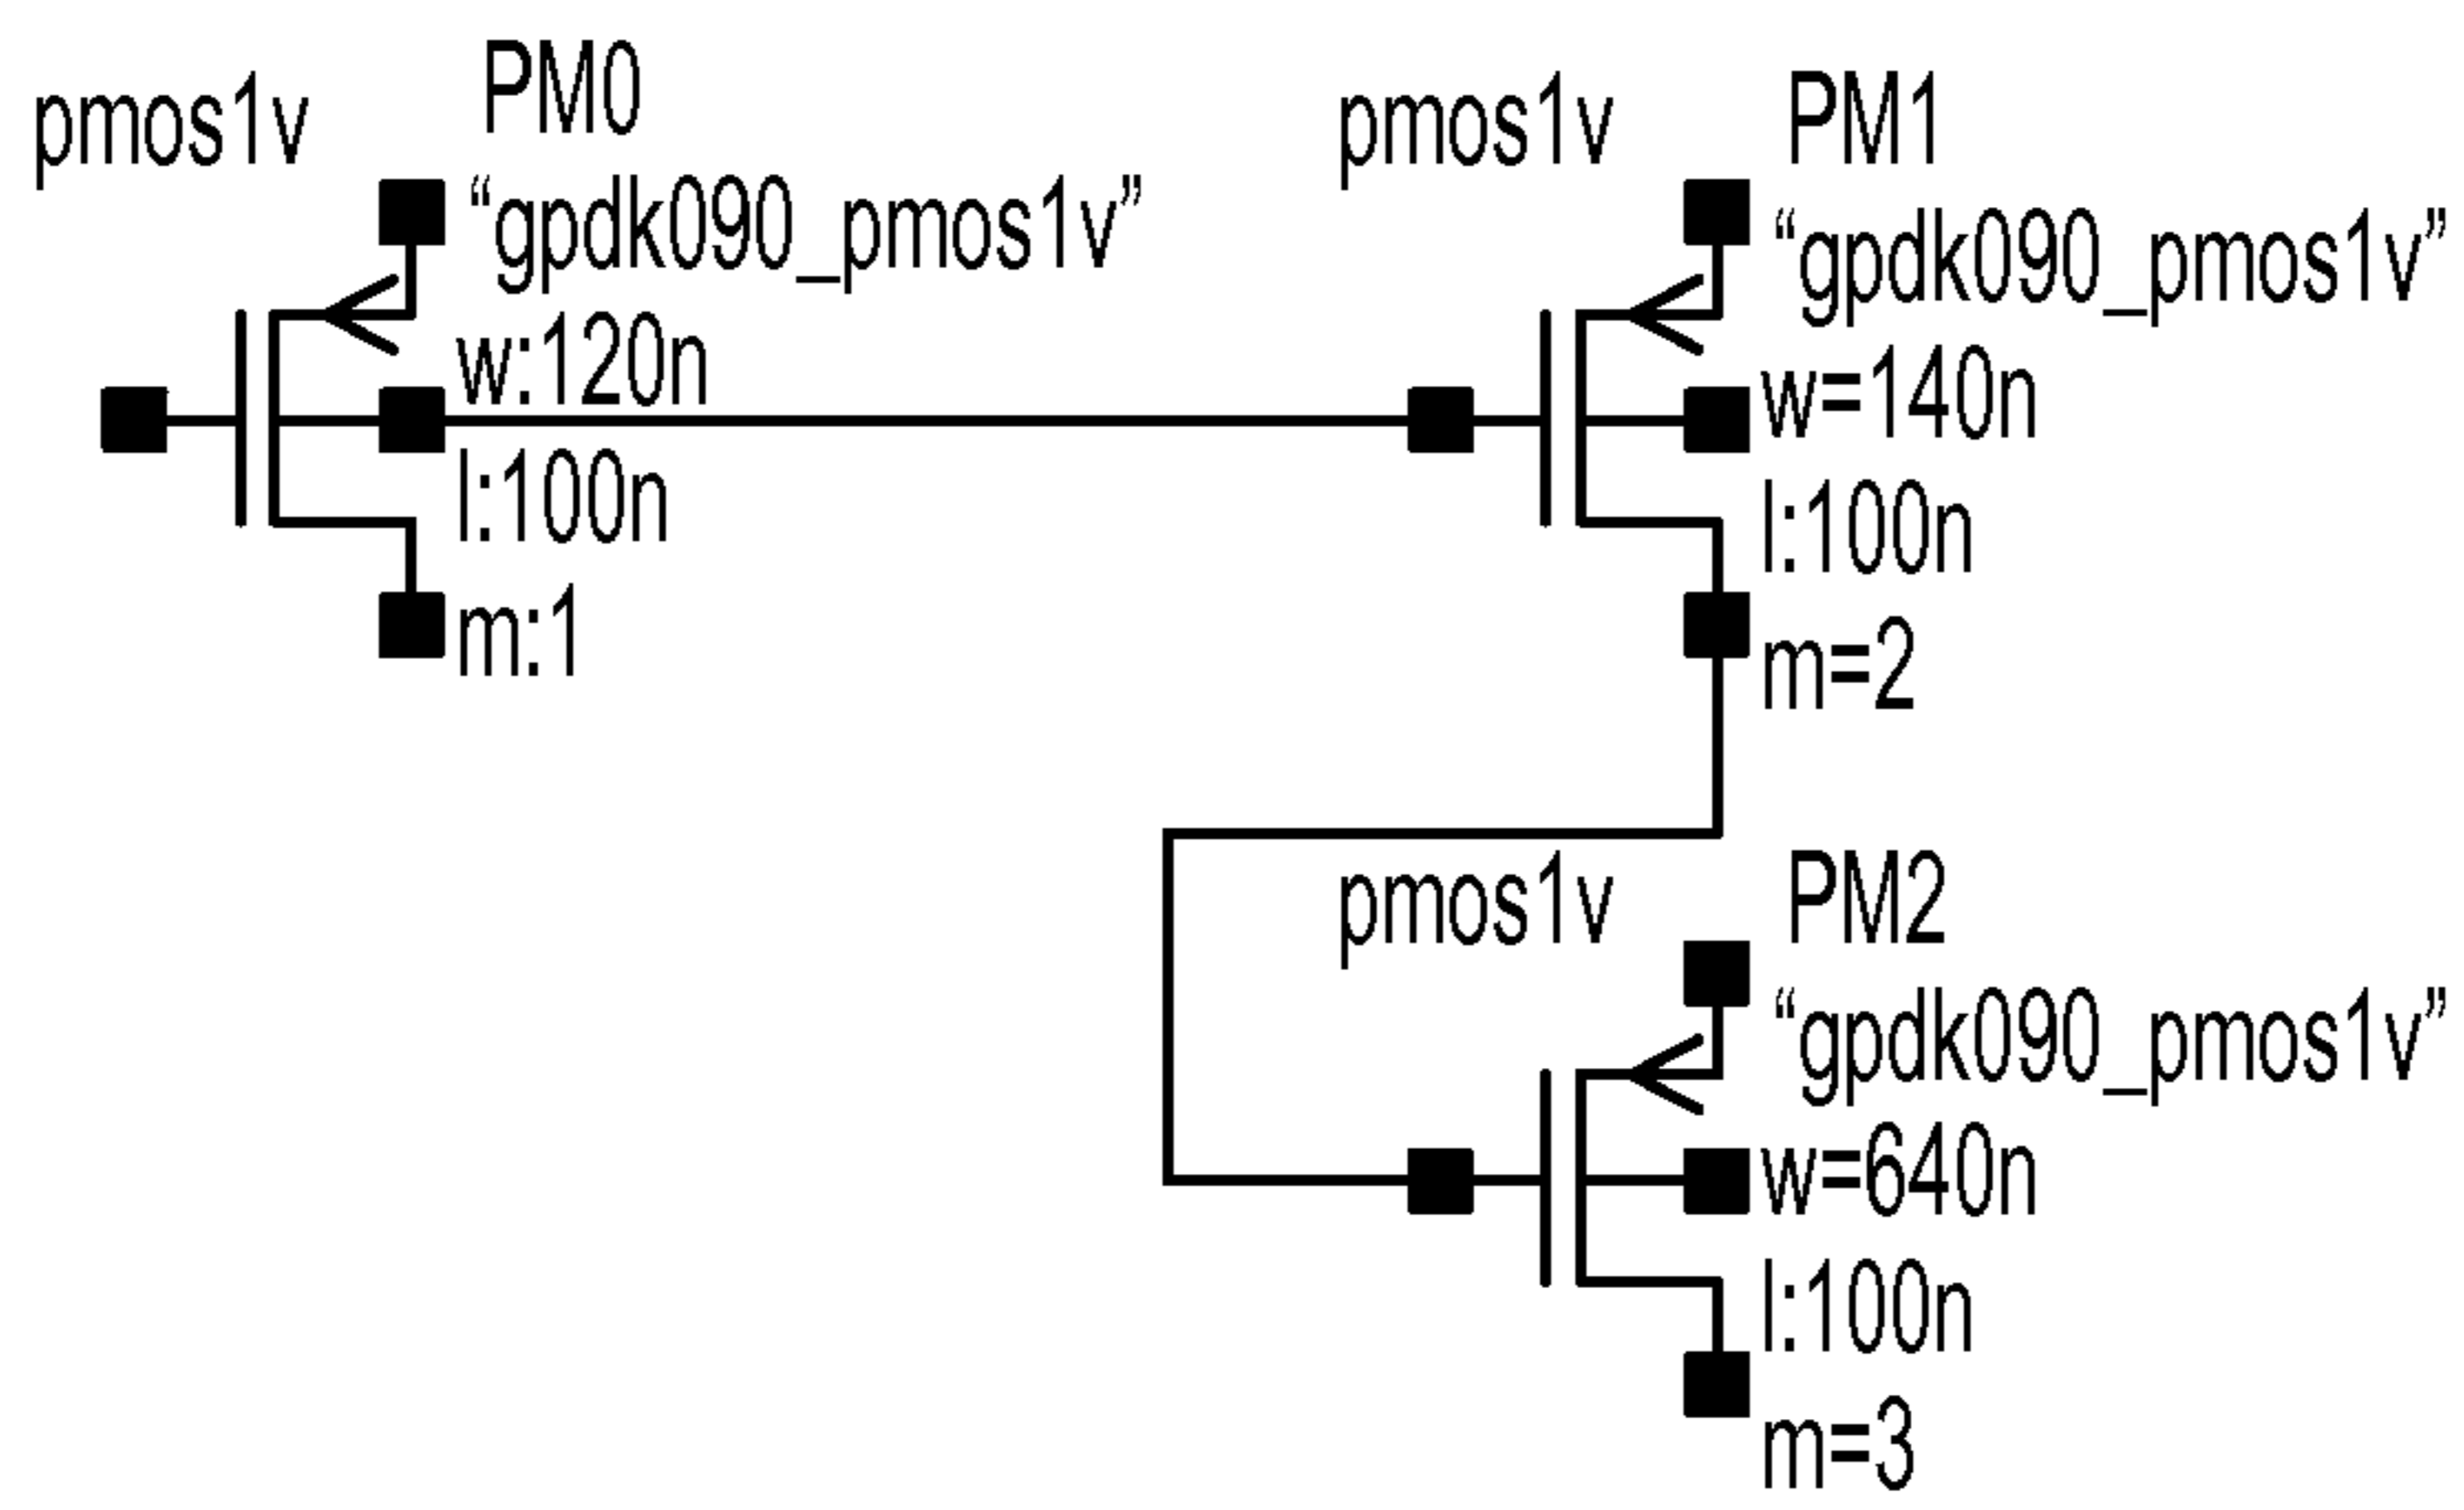 pmos1v
PM0
“gpdk090_pmos1v”
w:120n
l:100n
m:1
pmos1v
PM1
“gpdk090_pmos1v”
w=140n
l:100n
m=2
pmos1v
PM2
“gpdk090_pmos1v”
w=640n
l:100n
m=3